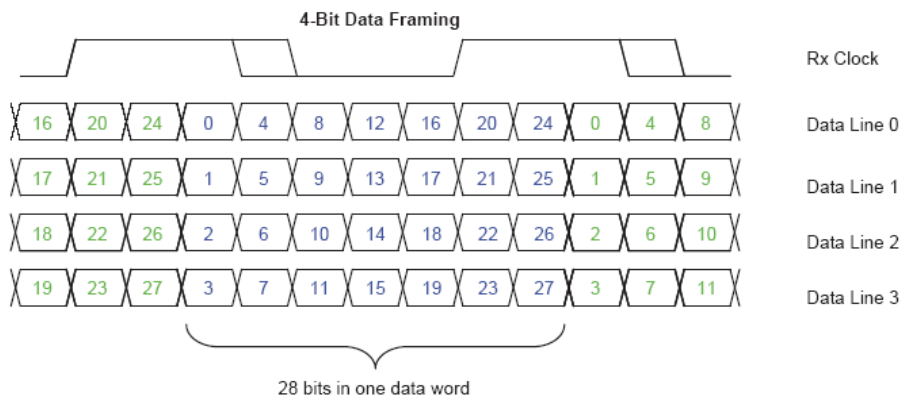 4-Bit Data Framing
Rx Clock
16 20 24 0 4 8 12 16 20 24 0 4 8 Data Line 0
17 21 25 1 5 9 13 17 21 25 1 5 9 Data Line 1
18 22 26 2 6 10 14 18 22 26 2 6 10 Data Line 2
19 23 27 3 7 11 15 19 23 27 3 7 11 Data Line 3
28 bits in one data word